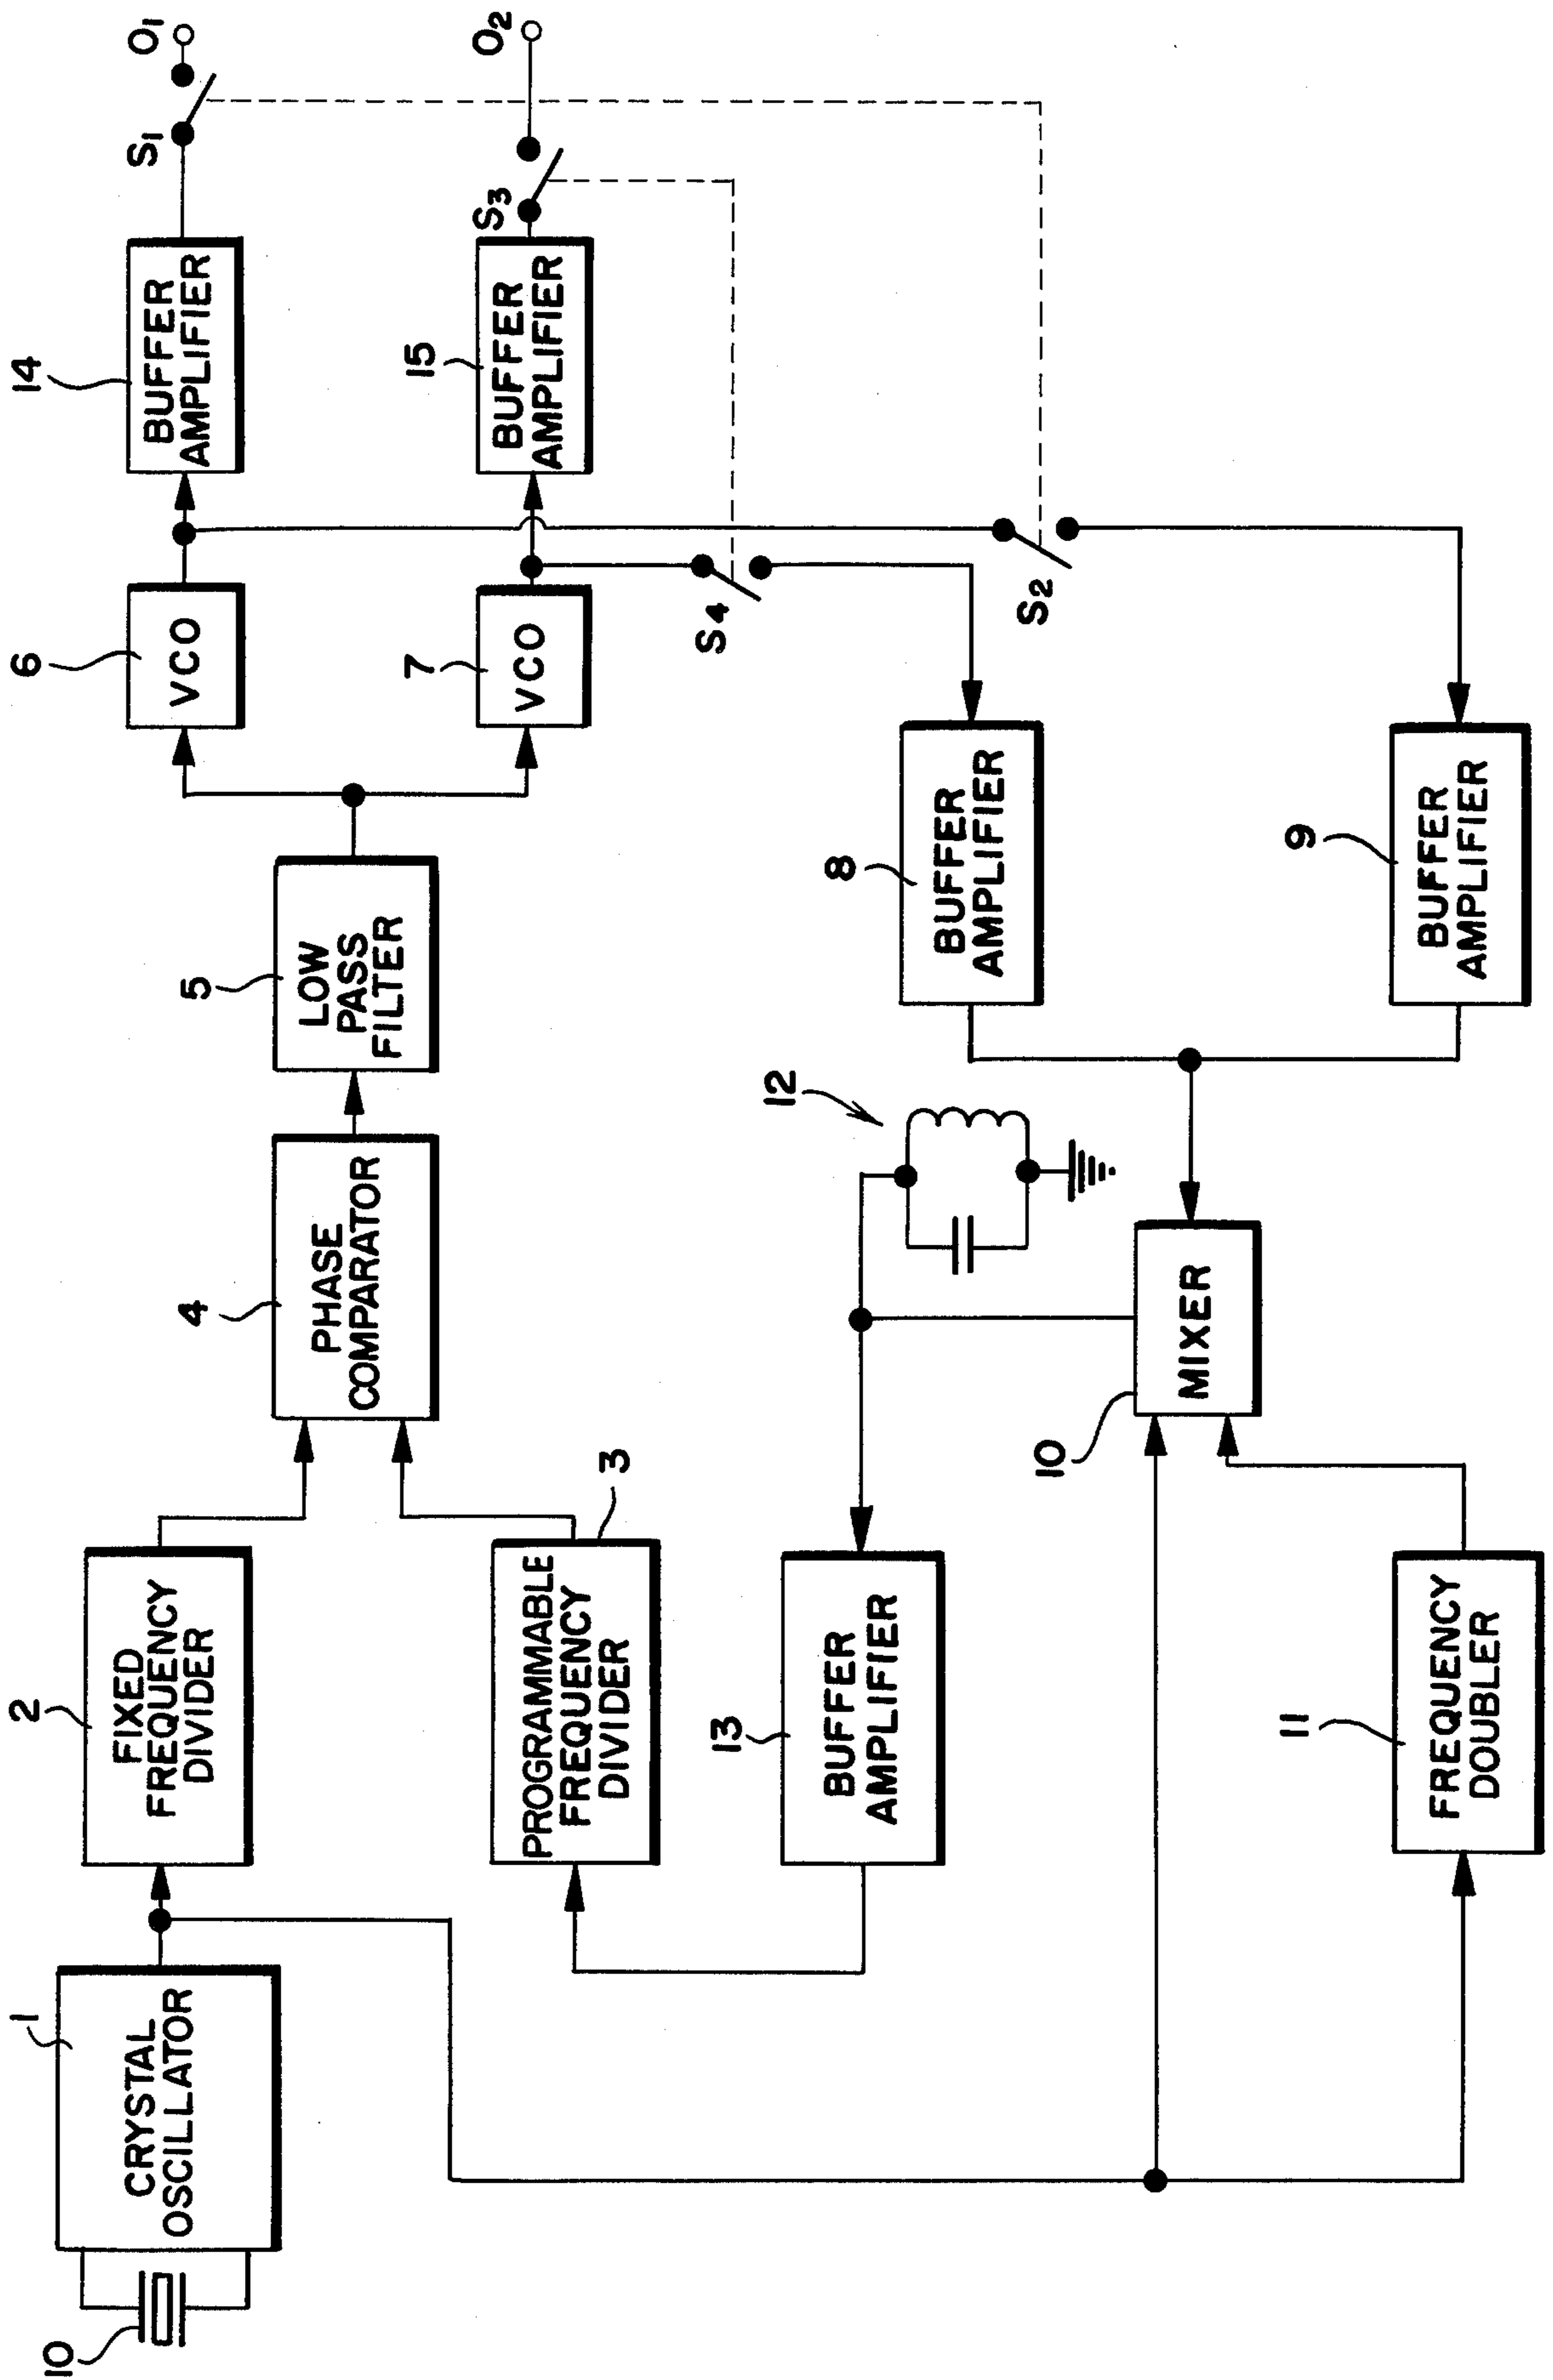 10
1
CRYSTAL
OSCILLATOR
2
FIXED
FREQUENCY
DIVIDER
3
PROGRAMMABLE
FREQUENCY
DIVIDER
4
PHASE
COMPARATOR
5
LOW
PASS
FILTER
6
VCO
7
VCO
14
BUFFER
AMPLIFIER
15
BUFFER
AMPLIFIER
S1
O1
S3
O2
S4
S2
13
BUFFER
AMPLIFIER
12
8
BUFFER
AMPLIFIER
9
BUFFER
AMPLIFIER
10
MIXER
11
FREQUENCY
DOUBLER